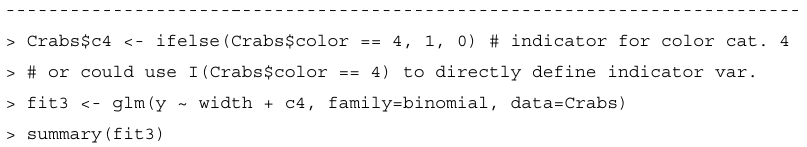 > Crabs$c4 <- ifelse(Crabs$color == 4, 1, 0) # indicator for color cat. 4
> # or could use I(Crabs$color == 4) to directly define indicator var.
> fit3 <- glm(y ~ width + c4, family=binomial, data=Crabs)
> summary(fit3)